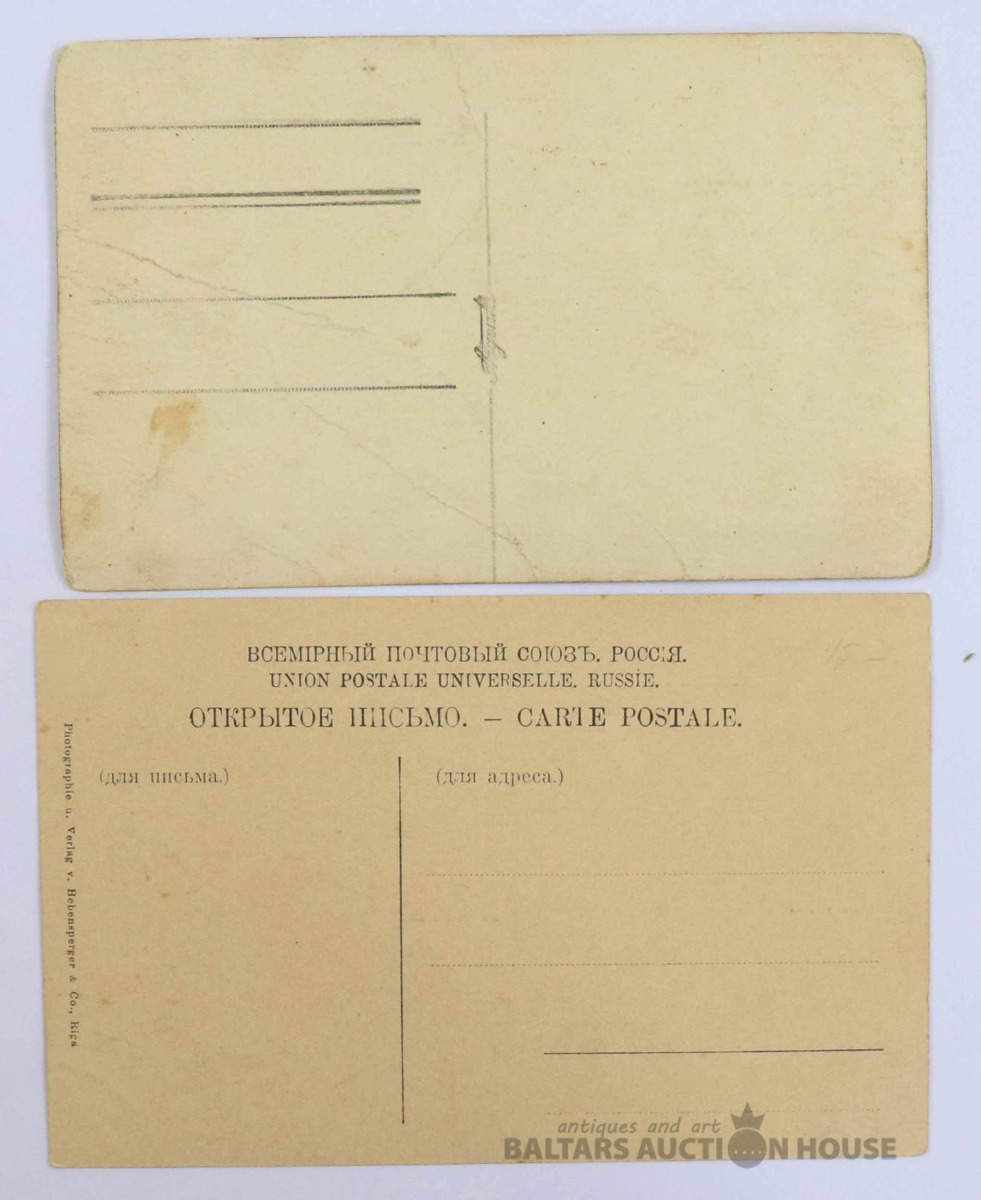 ВСЕМІРНЫЙ ПОЧТОВЫЙ СОЮЗЪ. РОССІЯ.
UNION POSTALE UNIVERSELLE. RUSSIE.
ОТКРЫТОЕ ПИСЬМО. – CARTE POSTALE.
(для письма.)
(для адреса.)
Photographie u. Verlag v. Hebensperger & Co., Riga
antiques and art
BALTARS AUCTION HOUSE